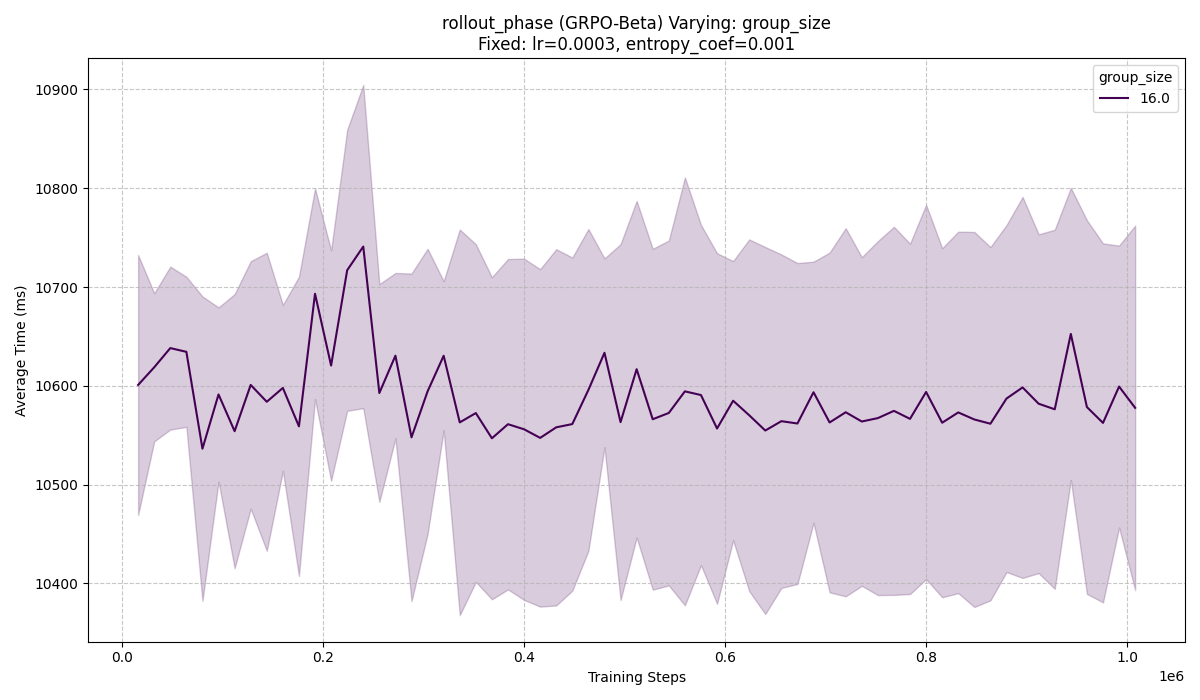 rollout_phase (GRPO-Beta) Varying: group_size
Fixed: lr=0.0003, entropy_coef=0.001
group_size
16.0
Average Time (ms)
10900
10800
10700
10600
10500
10400
0.0
0.2
0.4
0.6
0.8
1.0
1e6
Training Steps